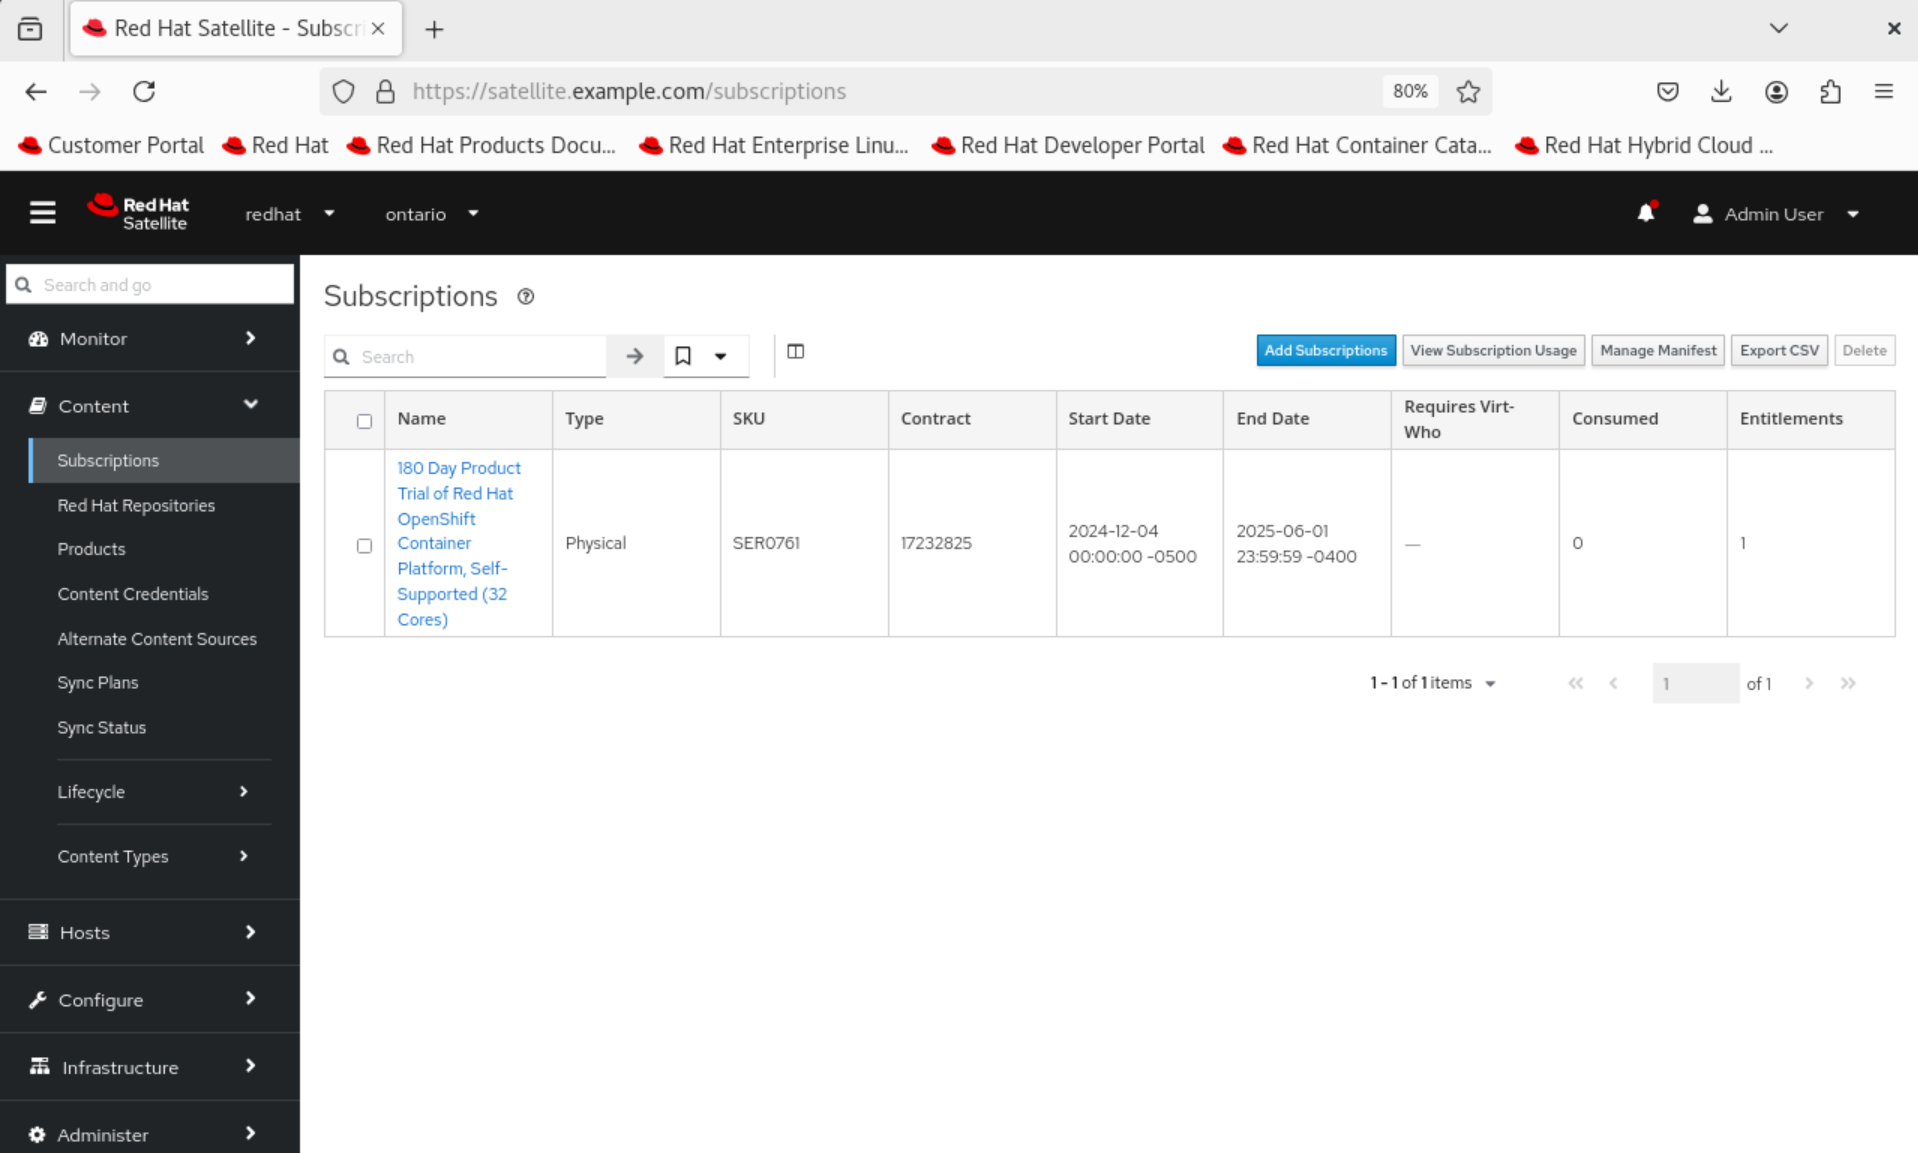 Red Hat Satellite - Subscri
https://satellite.example.com/subscriptions
80%
Customer Portal
Red Hat
Red Hat Products Docu...
Red Hat Enterprise Linu...
Red Hat Developer Portal
Red Hat Container Cata...
Red Hat Hybrid Cloud ...
Red Hat
Satellite
redhat
ontario
Admin User
Search and go
Monitor
Content
Subscriptions
Red Hat Repositories
Products
Content Credentials
Alternate Content Sources
Sync Plans
Sync Status
Lifecycle
Content Types
Hosts
Configure
Infrastructure
Administer
Subscriptions
Search
Add Subscriptions
View Subscription Usage
Manage Manifest
Export CSV
Delete
Name
Type
SKU
Contract
Start Date
End Date
Requires Virt-
Who
Consumed
Entitlements
180 Day Product
Trial of Red Hat
OpenShift
Container
Platform, Self-
Supported (32
Cores)
Physical
SER0761
17232825
2024-12-04
00:00:00 -0500
2025-06-01
23:59:59 -0400
—
0
1
1 - 1 of 1 items
1
of 1